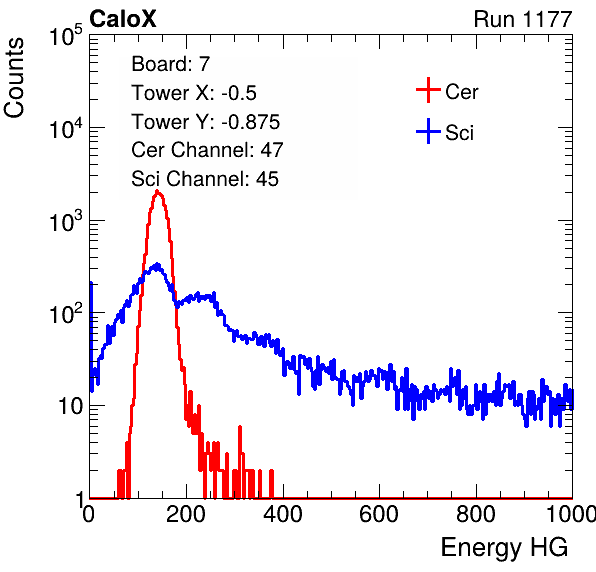 CaloX Run 1177
Counts
10^5
10^4
10^3
10^2
10
1
Board: 7
Tower X: -0.5
Tower Y: -0.875
Cer Channel: 47
Sci Channel: 45
Cer
Sci
0 200 400 600 800 1000
Energy HG